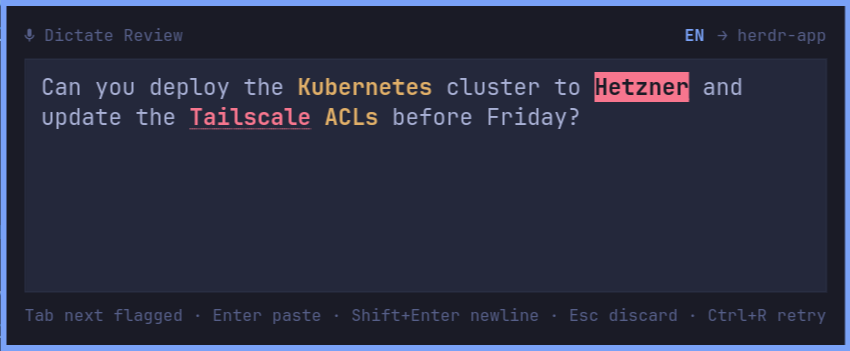 Dictate Review EN → herdr-app
Can you deploy the Kubernetes cluster to Hetzner and
update the Tailscale ACLs before Friday?
Tab next flagged · Enter paste · Shift+Enter newline · Esc discard · Ctrl+R retry